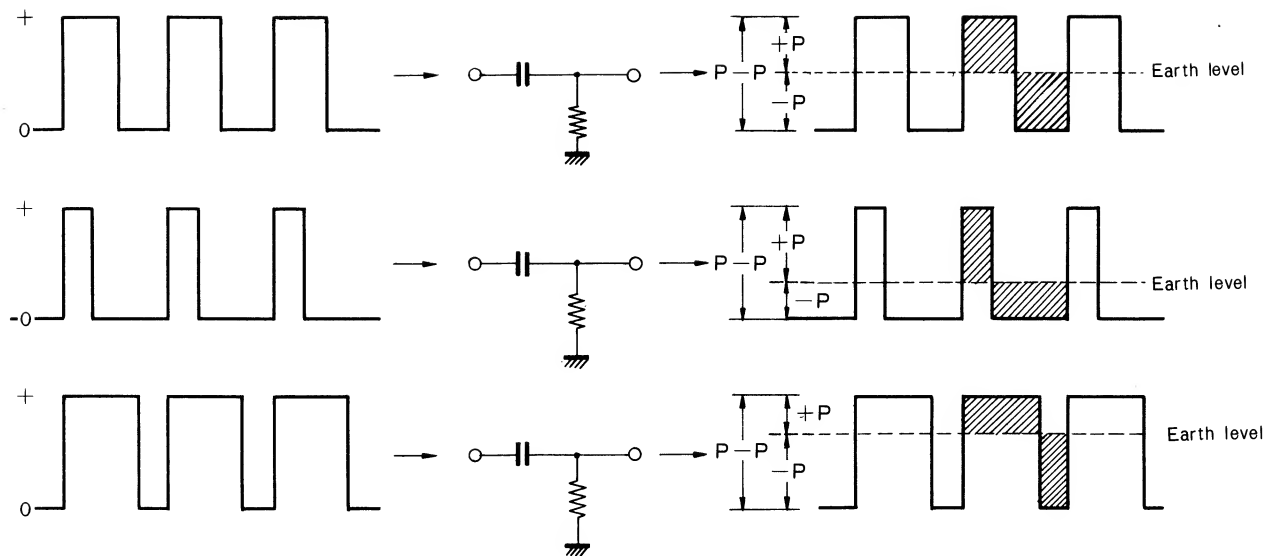 +
0
P-P
+P
-P
Earth level
+
-0
P-P
+P
-P
Earth level
+
0
P-P
+P
-P
Earth level